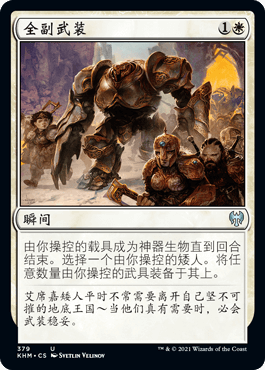 全副武装 1
瞬间
由你操控的载具成为神器生物直到回合
结束。选择一个由你操控的矮人。将任
意数量由你操控的武具装备于其上。
艾席嘉矮人平时不常需要离开自己坚不可
摧的地底王国～当他们真有需要时，必会
武装稳妥。
379 U
KHM • CS SVETLIN VELINOV
™ & © 2021 Wizards of the Coast